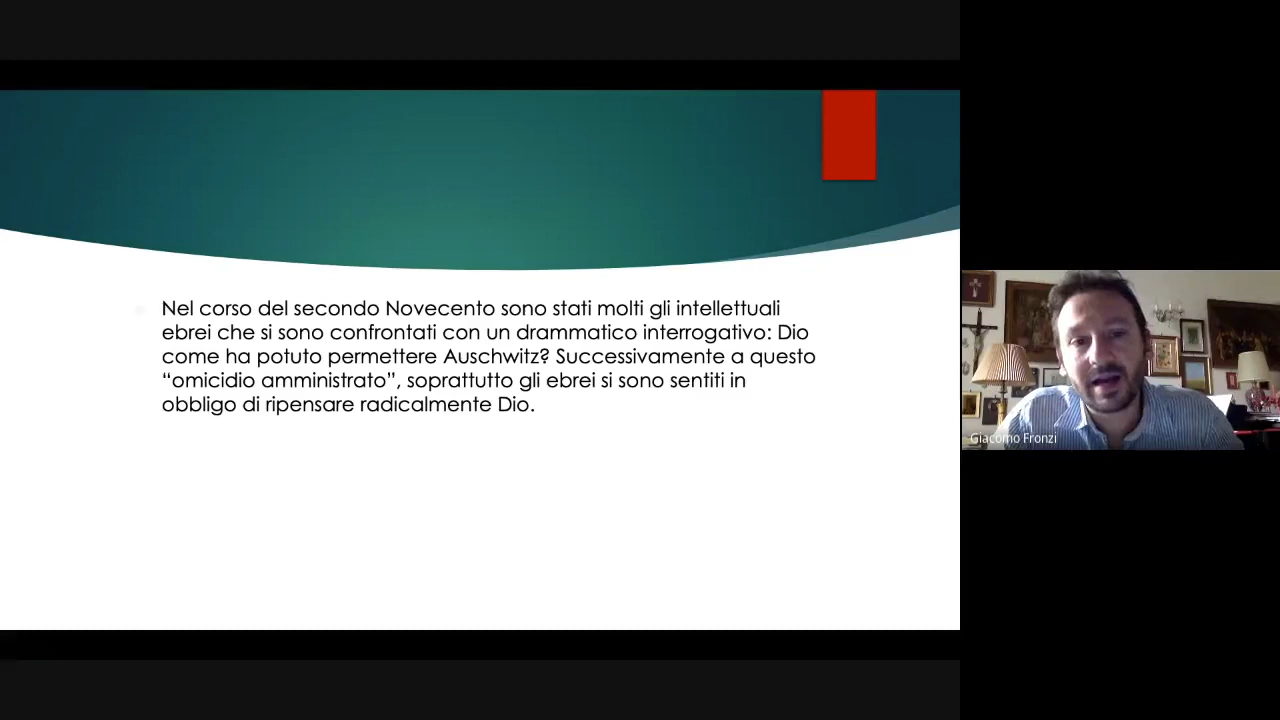 Nel corso del secondo Novecento sono stati molti gli intellettuali
ebrei che si sono confrontati con un drammatico interrogativo: Dio
come ha potuto permettere Auschwitz? Successivamente a questo
“omicidio amministrato”, soprattutto gli ebrei si sono sentiti in
obbligo di ripensare radicalmente Dio.
Giacomo Fronzi